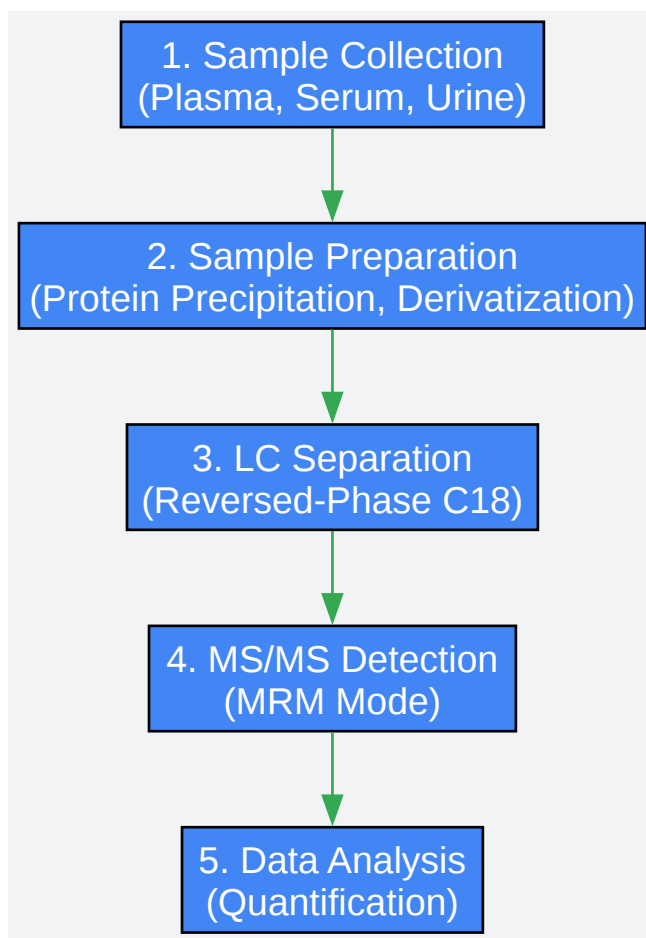 1. Sample Collection
(Plasma, Serum, Urine)
2. Sample Preparation
(Protein Precipitation, Derivatization)
3. LC Separation
(Reversed-Phase C18)
4. MS/MS Detection
(MRM Mode)
5. Data Analysis
(Quantification)